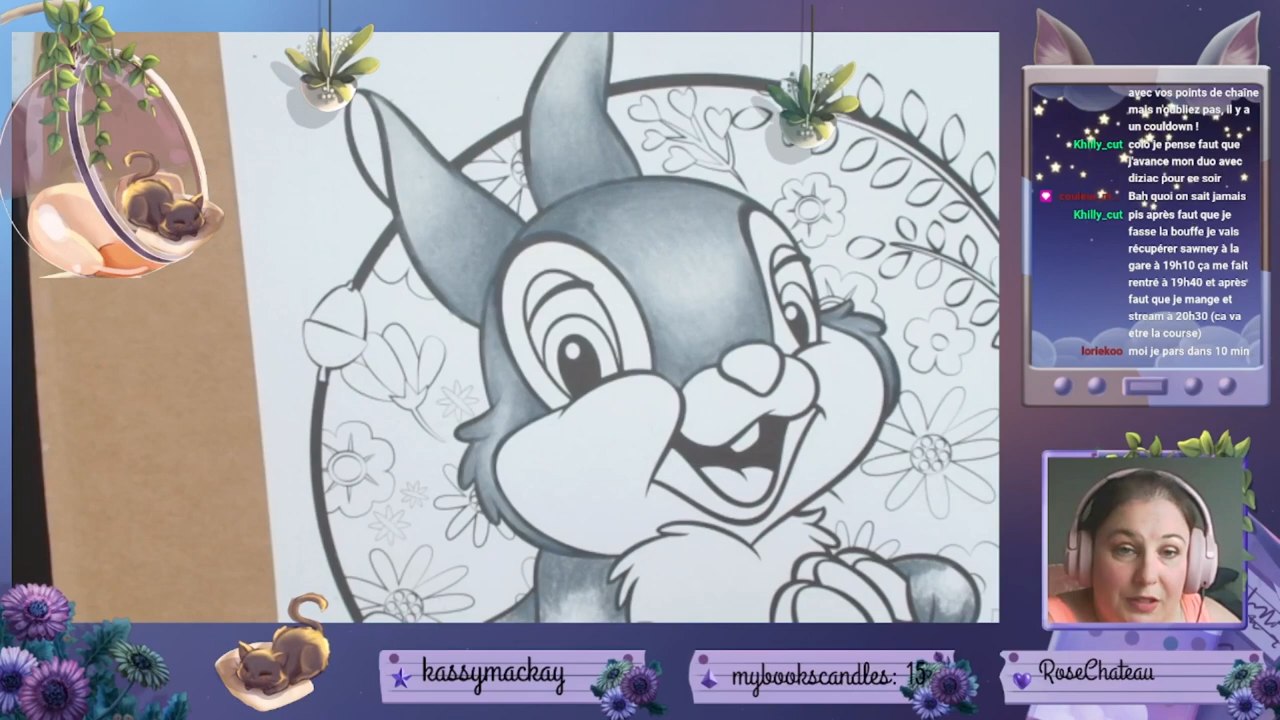 avec vos points de chaîne
mais n'oubliez pas, il y a
un couldown !
Khilly_cut colo je pense faut que
j'avance mon duo avec
diziac pour ce soir
Bah quoi on sait jamais
Khilly_cut pis après faut que je
fasse la bouffe je vais
récupérer sawney à la
gare à 19h10 ça me fait
rentré à 19h40 et après
faut que je mange et
stream à 20h30 (ca va
etre la course)
loriekoo moi je pars dans 10 min
kassymackay
mybookscandles: 15
RoseChateau